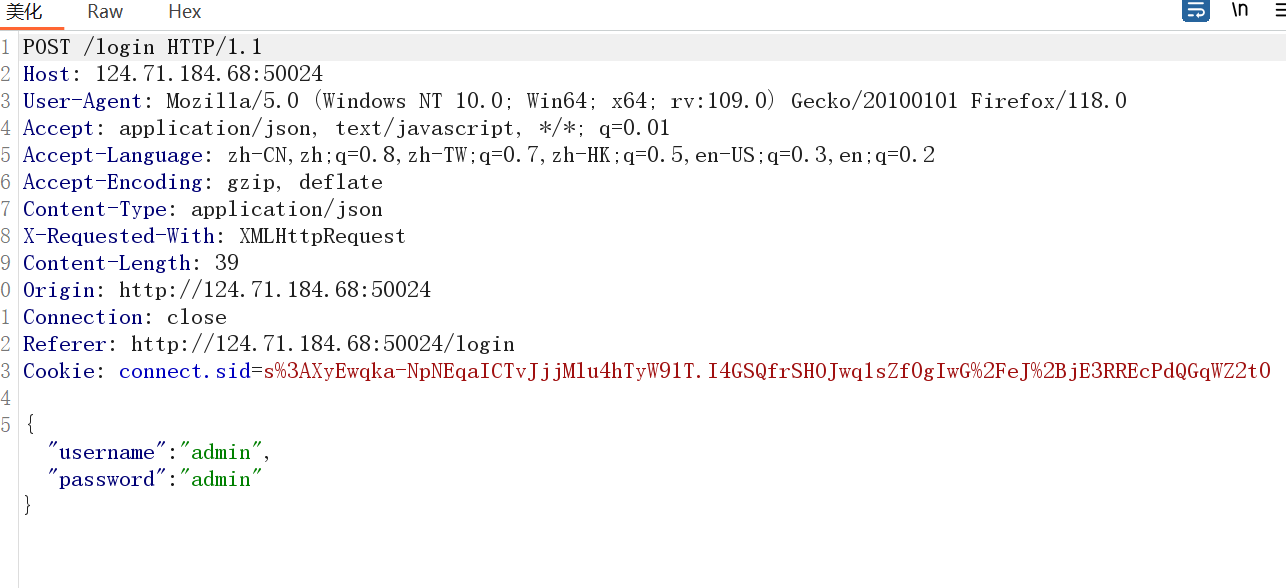 美化 Raw Hex \n
1 POST /login HTTP/1.1
2 Host: 124.71.184.68:50024
3 User-Agent: Mozilla/5.0 (Windows NT 10.0; Win64; x64; rv:109.0) Gecko/20100101 Firefox/118.0
4 Accept: application/json, text/javascript, */*; q=0.01
5 Accept-Language: zh-CN,zh;q=0.8,zh-TW;q=0.7,zh-HK;q=0.5,en-US;q=0.3,en;q=0.2
6 Accept-Encoding: gzip, deflate
7 Content-Type: application/json
8 X-Requested-With: XMLHttpRequest
9 Content-Length: 39
0 Origin: http://124.71.184.68:50024
1 Connection: close
2 Referer: http://124.71.184.68:50024/login
3 Cookie: connect.sid=s%3AXyEwqka-NpNEqaICTvJjjMlu4hTyW91T.I4GSQfrSHOJwq1sZfOgIwG%2FeJ%2BjE3RREcPdQGqWZ2t0
4
5 {
"username":"admin",
"password":"admin"
}